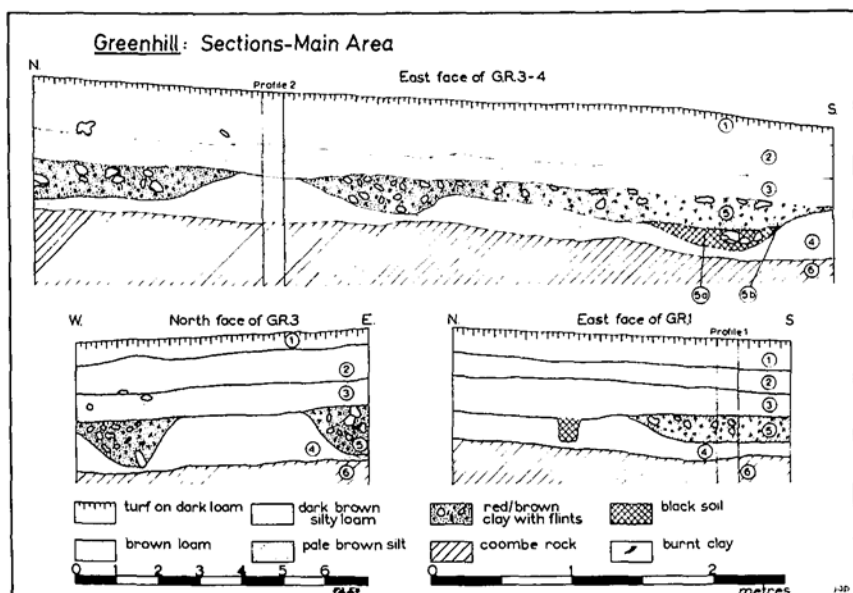 Greenhill: Sections-Main Area
N. Profile 2 East face of G.R.3-4 S.
1
2
3
5
4
6
5a 5b
W. North face of G.R.3 E. N. East face of G.R.1 S
Profile 1
1
2
3
4
5
6
1
2
3
5
4
6
turf on dark loam
dark brown silty loam
red/brown clay with flints
black soil
brown loam
pale brown silt
coombe rock
burnt clay
0 1 2 3 4 5 6
0 1 2
metres